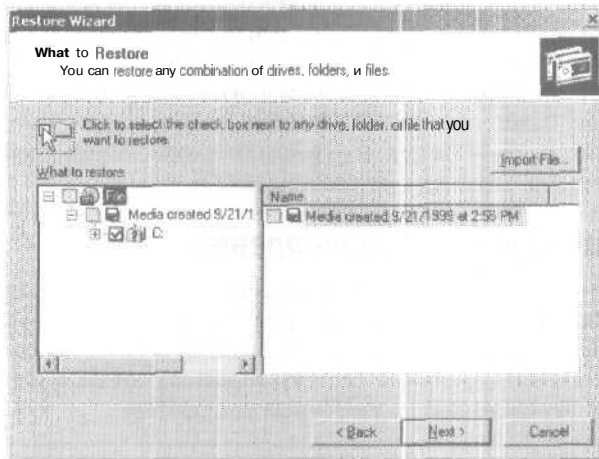 Restore Wizard
What to Restore
You can restore any combination of drives, folders, и files.
Click to select the check box next to any drive, folder, or file that you
want to restore.
Import File...
What to restore:
File
Media created 9/21/1
C:
Name
Media created 9/21/1999 at 2:56 PM
< Back
Next >
Cancel